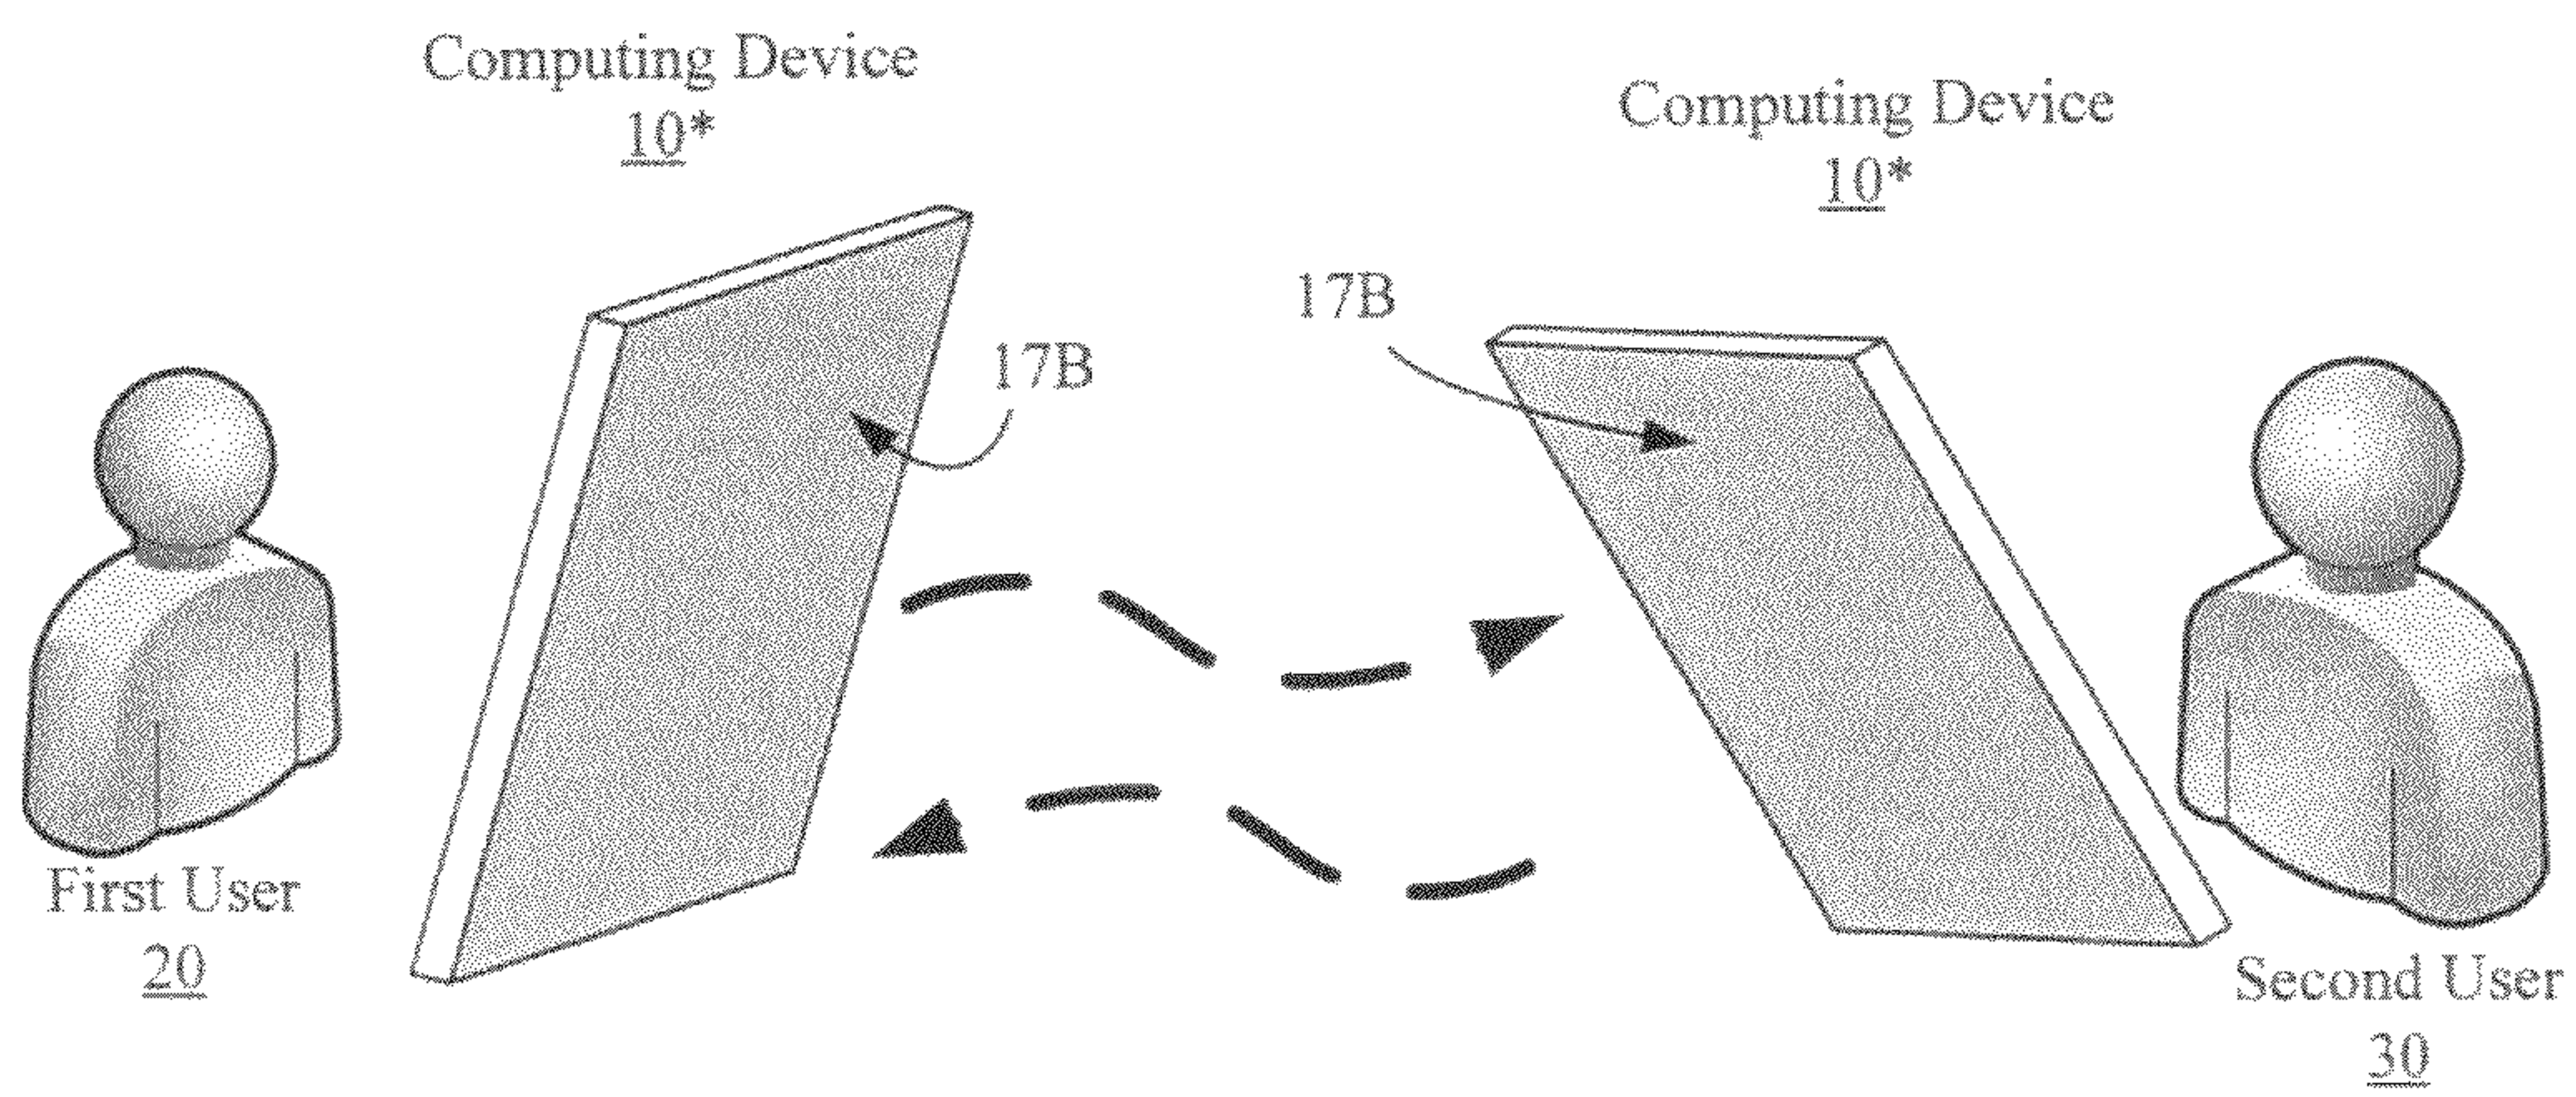 Computing Device
10*
Computing Device
10*
17B
17B
First User
20
Second User
30